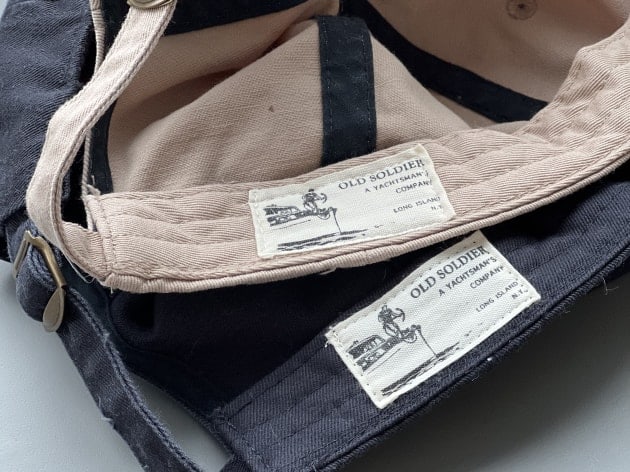 OLD SOLDIER
A YACHTSMAN'S
COMPANY
LONG ISLAND
N.Y.
OLD SOLDIER
A YACHTSMAN'S
COMPANY
LONG ISLAND
N.Y.